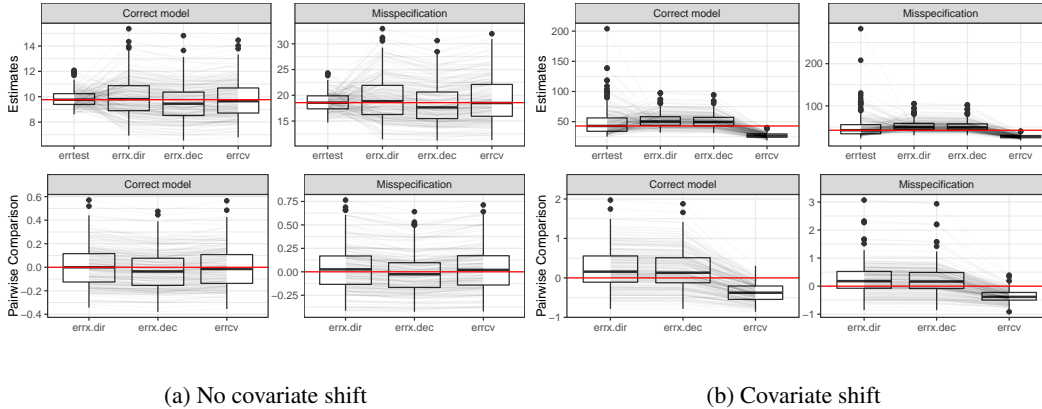 Correct model
Misspecification
Estimates
14
12
10
8
30
25
20
15
errtest errx.dir errx.dec errcv
errtest errx.dir errx.dec errcv
Correct model
Misspecification
Pairwise Comparison
0.6
0.4
0.2
0.0
−0.2
−0.4
0.75
0.50
0.25
0.00
−0.25
errx.dir errx.dec errcv
errx.dir errx.dec errcv
(a) No covariate shift
Correct model
Misspecification
Estimates
200
150
100
50
200
100
errtest errx.dir errx.dec errcv
errtest errx.dir errx.dec errcv
Correct model
Misspecification
Pairwise Comparison
2
1
0
−1
3
2
1
0
−1
errx.dir errx.dec errcv
errx.dir errx.dec errcv
(b) Covariate shift